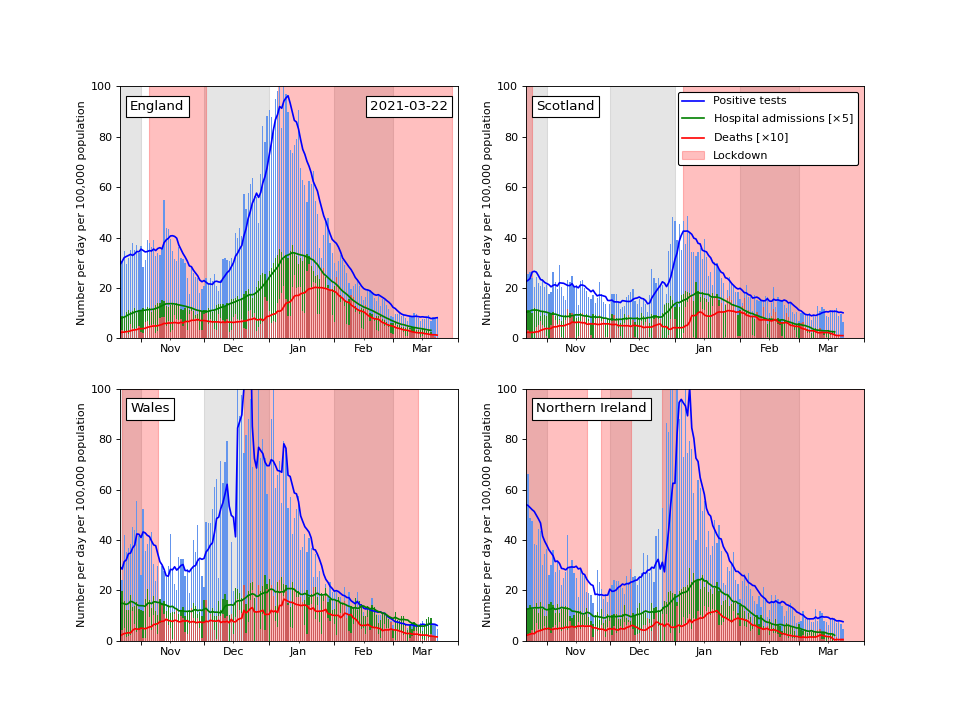 England
2021-03-22
Number per day per 100,000 population
100
80
60
40
20
0
Nov
Dec
Jan
Feb
Mar
Scotland
Positive tests
Hospital admissions [×5]
Deaths [×10]
Lockdown
Number per day per 100,000 population
100
80
60
40
20
0
Nov
Dec
Jan
Feb
Mar
Wales
Number per day per 100,000 population
100
80
60
40
20
0
Nov
Dec
Jan
Feb
Mar
Northern Ireland
Number per day per 100,000 population
100
80
60
40
20
0
Nov
Dec
Jan
Feb
Mar